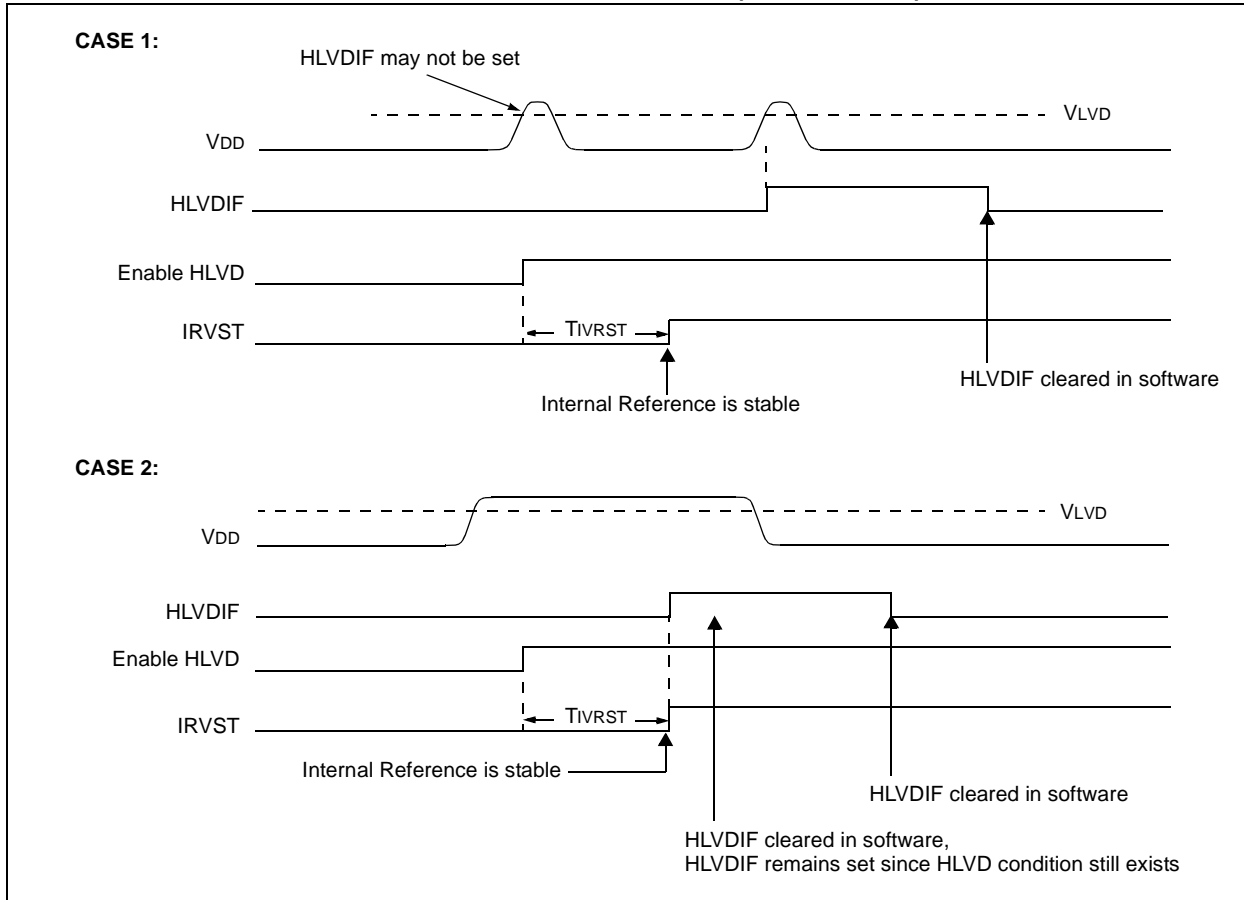 CASE 1:
HLVDIF may not be set
VLVD
VDD
HLVDIF
Enable HLVD
TIVRST
IRVST
HLVDIF cleared in software
Internal Reference is stable
CASE 2:
VLVD
VDD
HLVDIF
Enable HLVD
TIVRST
IRVST
Internal Reference is stable
HLVDIF cleared in software
HLVDIF cleared in software,
HLVDIF remains set since HLVD condition still exists